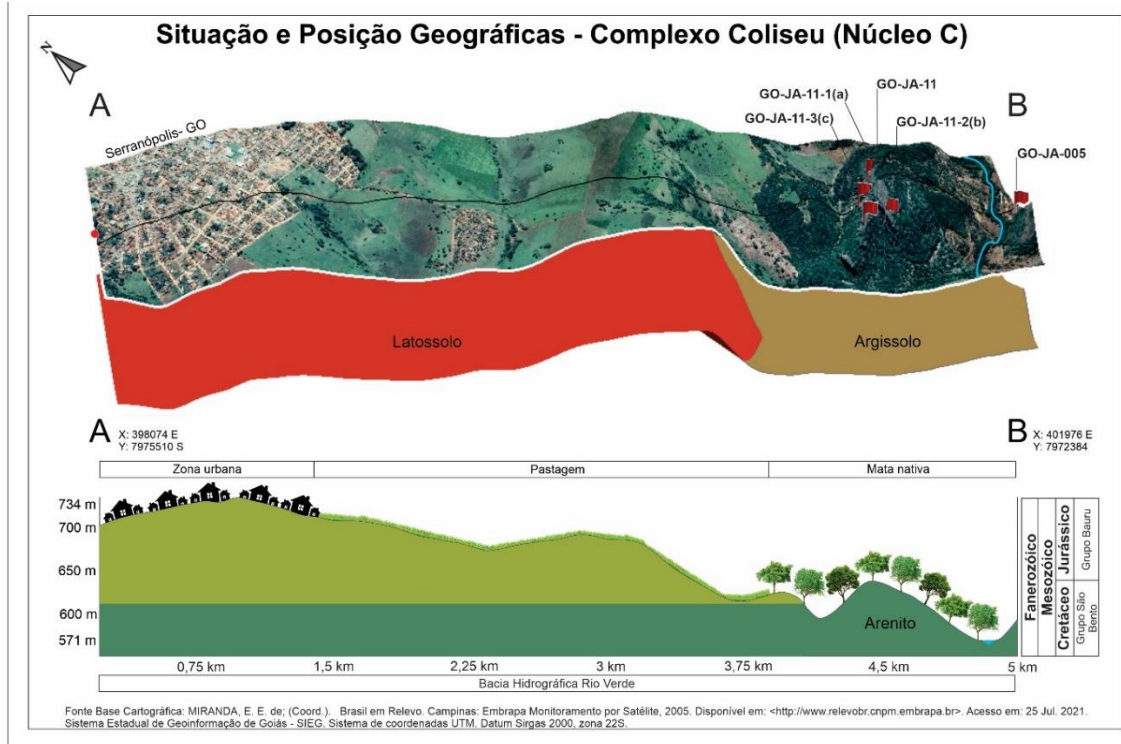 Situação e Posição Geográficas - Complexo Coliseu (Núcleo C)
N
A
B
Serranópolis- GO
GO-JA-11
GO-JA-11-1(a)
GO-JA-11-3(c)
GO-JA-11-2(b)
GO-JA-005
Latossolo
Argissolo
A
X: 398074 E
Y: 7975510 S
B
X: 401976 E
Y: 7972384
Zona urbana
Pastagem
Mata nativa
734 m
700 m
650 m
600 m
571 m
Arenito
Fanerozóico
Mesozóico
Jurássico
Grupo Bauru
Cretáceo
Grupo São
Bento
0,75 km
1,5 km
2,25 km
3 km
3,75 km
4,5 km
5 km
Bacia Hidrográfica Rio Verde
Fonte Base Cartográfica: MIRANDA, E. E. de; (Coord.). Brasil em Relevo. Campinas: Embrapa Monitoramento por Satélite, 2005. Disponível em: <http://www.relevobr.cnpm.embrapa.br>. Acesso em: 25 Jul. 2021.
Sistema Estadual de Geoinformação de Goiás - SIEG. Sistema de coordenadas UTM. Datum Sirgas 2000, zona 22S.